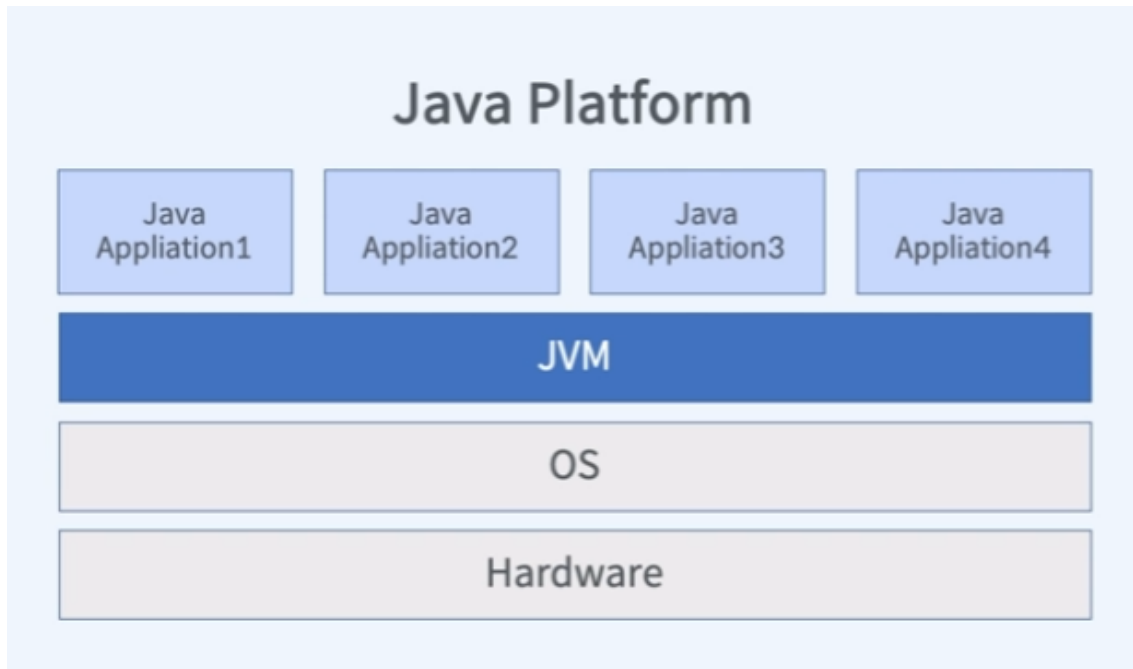 Java Platform
Java
Appliation1
Java
Appliation2
Java
Appliation3
Java
Appliation4
JVM
OS
Hardware